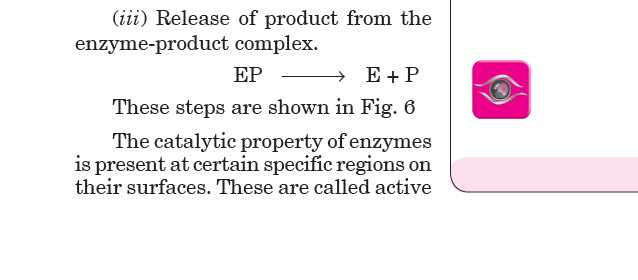 (iii) Release of product from the
enzyme-product complex.
EP ⟶ E + P
These steps are shown in Fig. 6
The catalytic property of enzymes
is present at certain specific regions on
their surfaces. These are called active